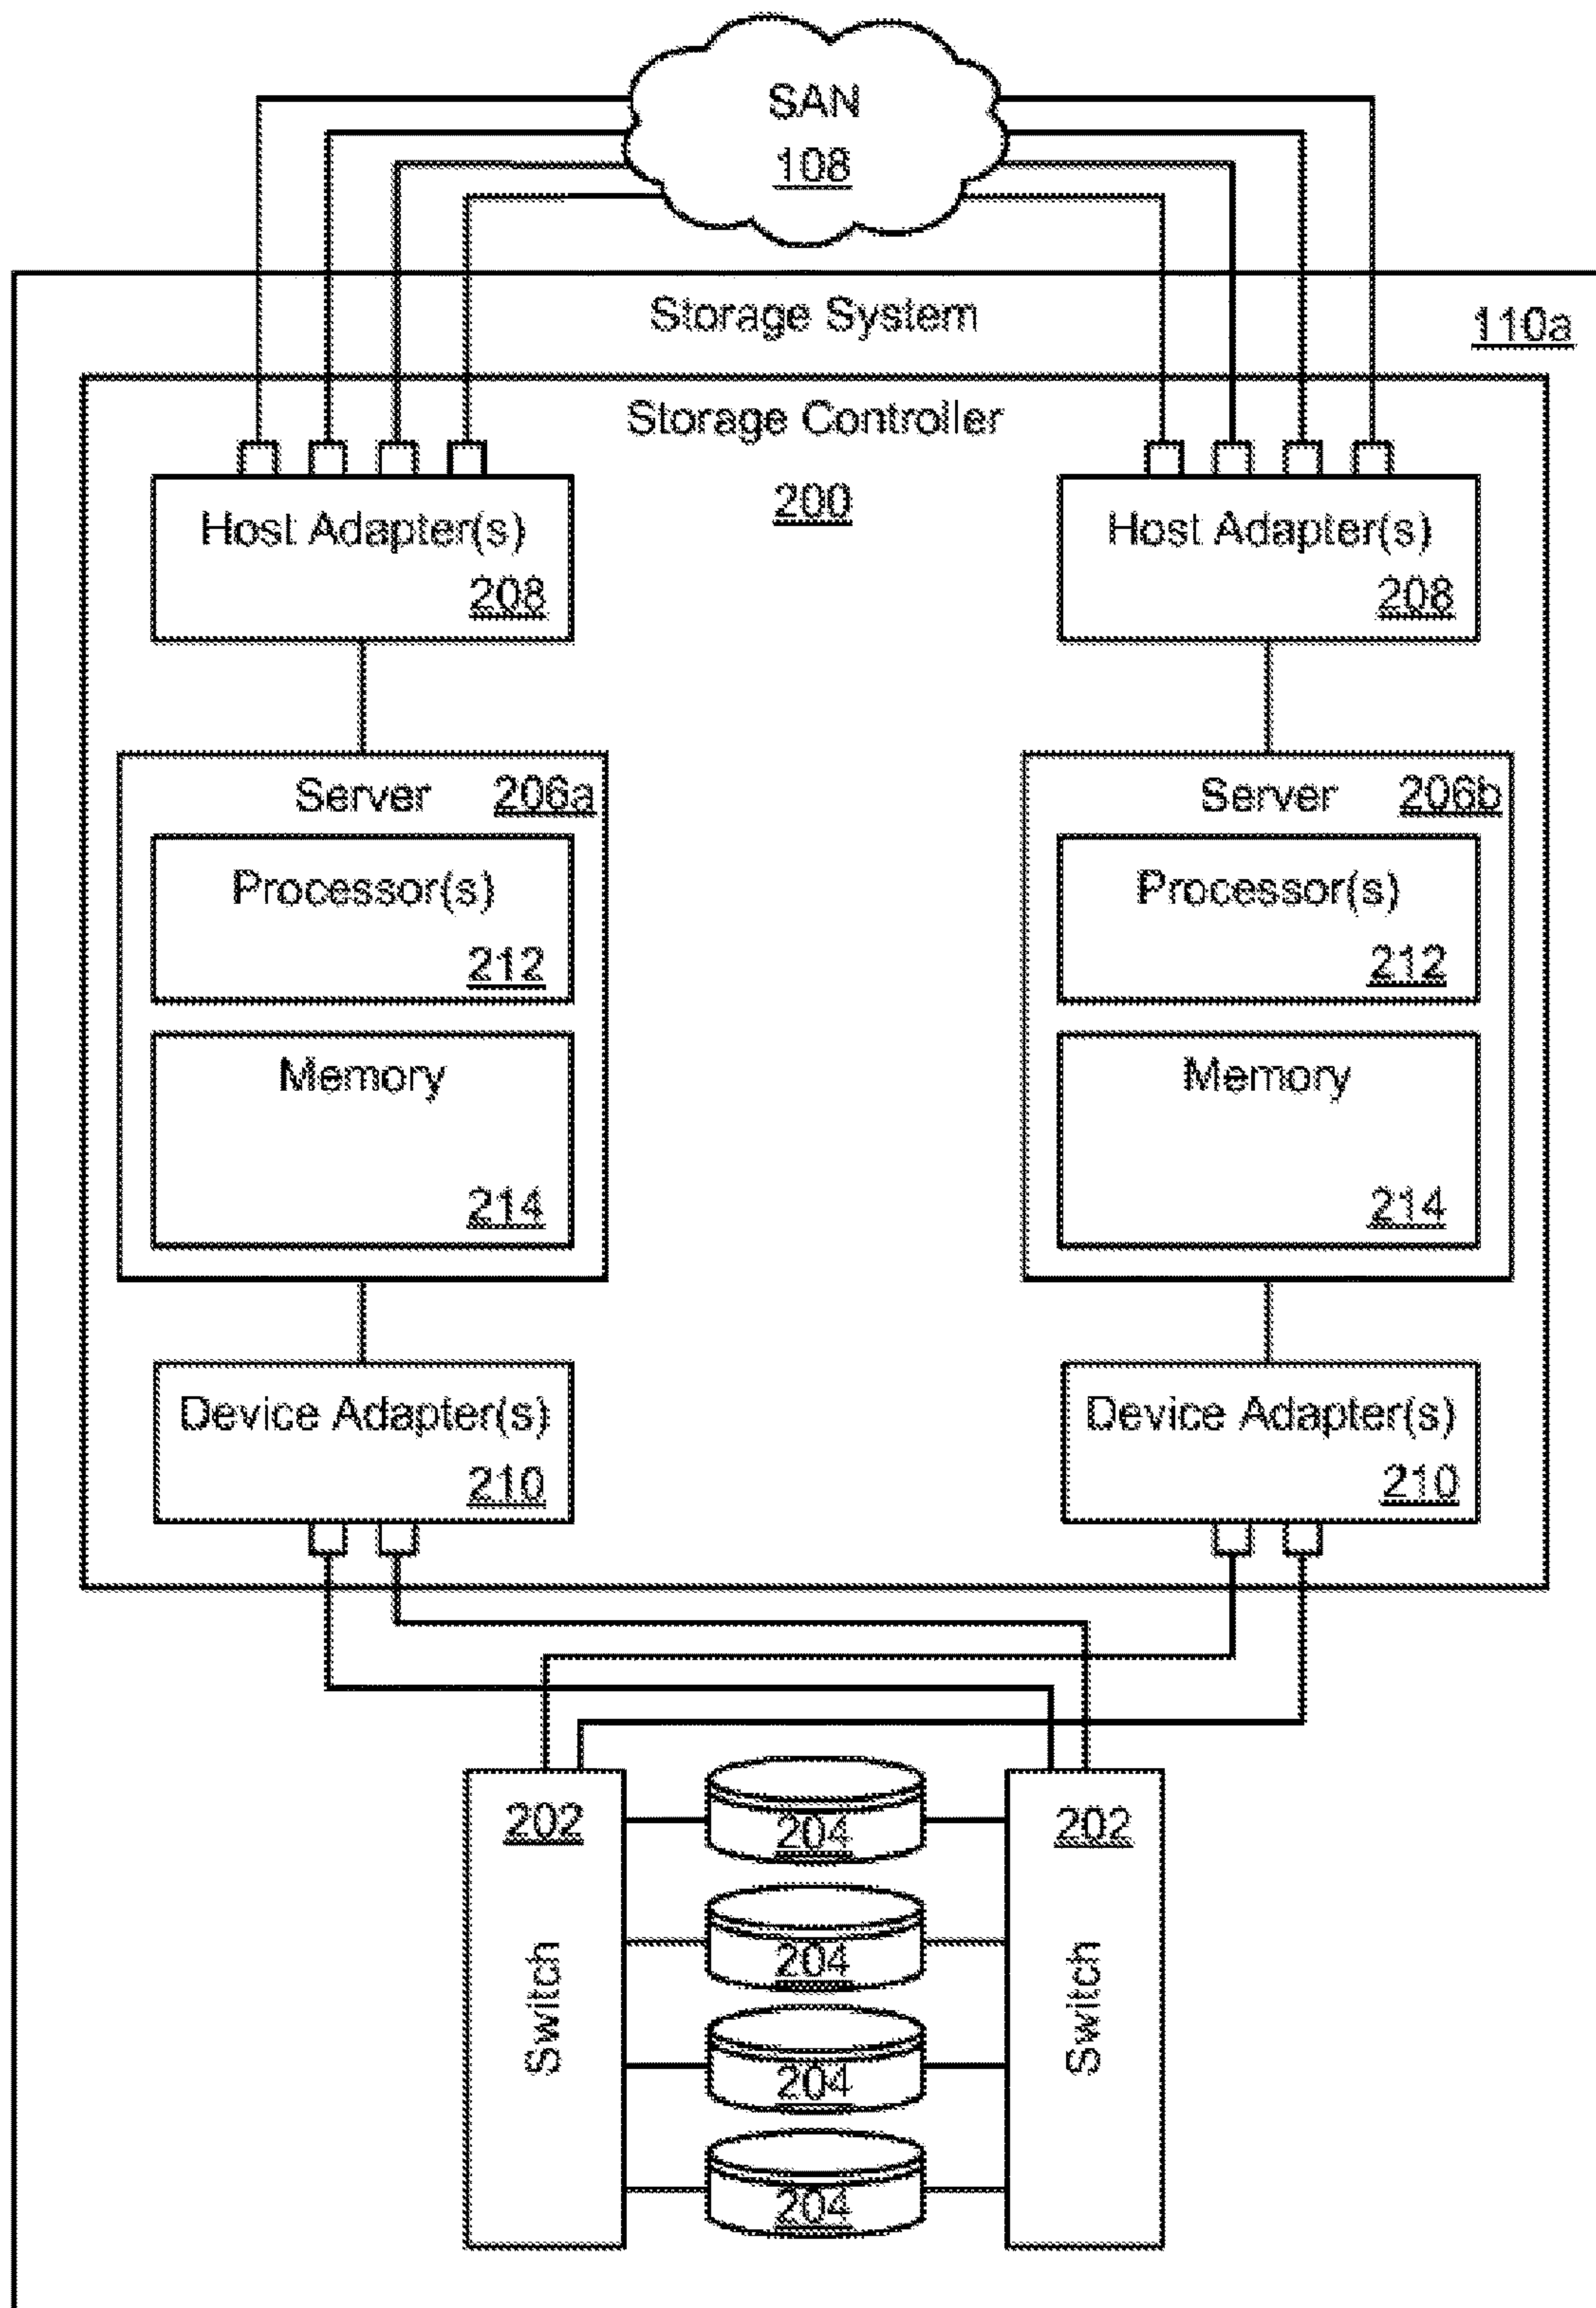 SAN
108
Storage System
110a
Storage Controller
200
Host Adapter(s)
208
Host Adapter(s)
208
Server 206a
Processor(s)
212
Memory
214
Server 206b
Processor(s)
212
Memory
214
Device Adapter(s)
210
Device Adapter(s)
210
202
Switch
204
204
204
204
202
Switch